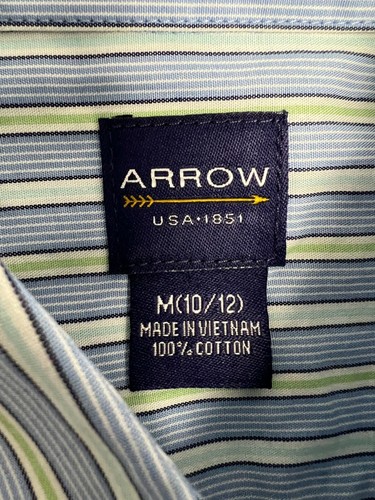 ARROW
USA•1851
M(10/12)
MADE IN VIETNAM
100% COTTON